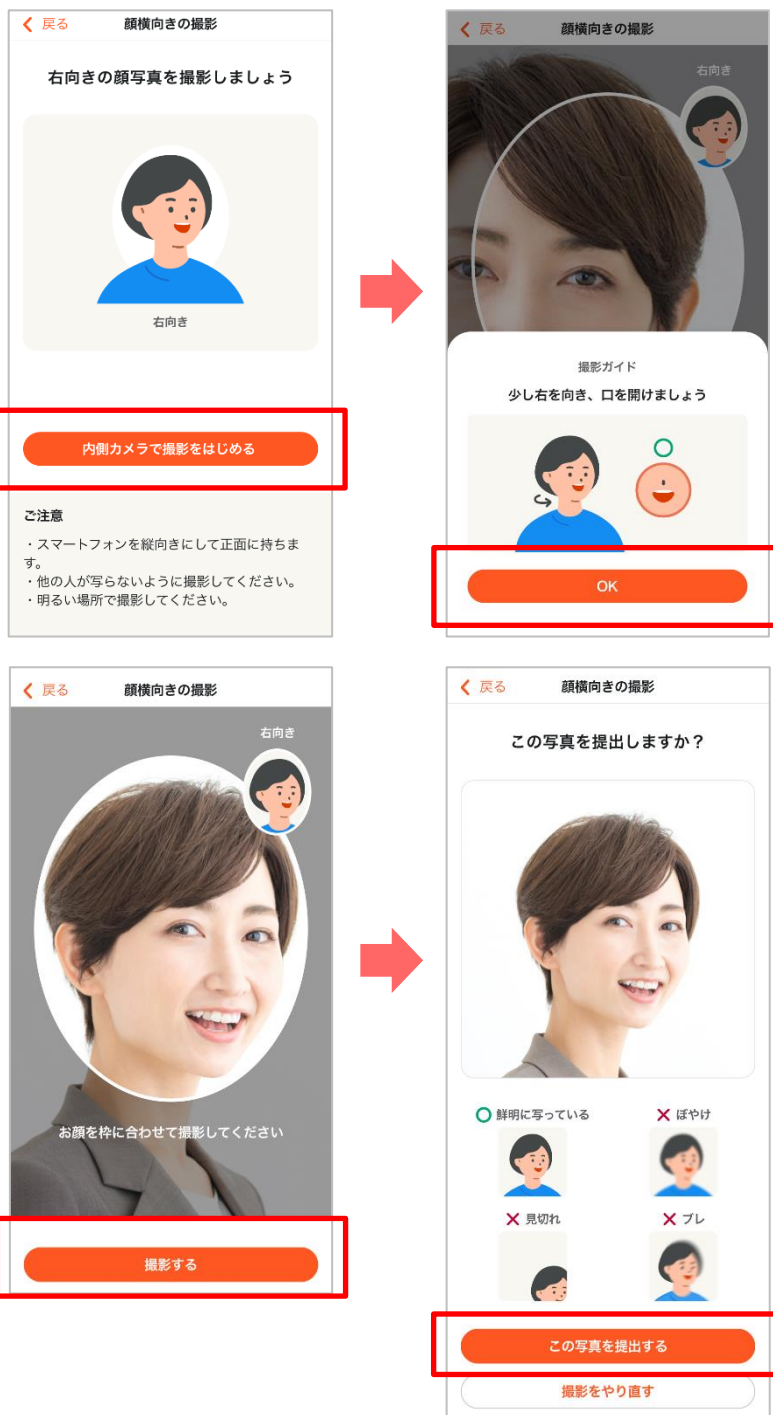 戻る 顔横向きの撮影
右向きの顔写真を撮影しましょう
右向き
内側カメラで撮影をはじめる
ご注意
・スマートフォンを縦向きにして正面に持ちま
す。
・他の人が写らないように撮影してください。
・明るい場所で撮影してください。
戻る 顔横向きの撮影
右向き
撮影ガイド
少し右を向き、口を開けましょう
OK
戻る 顔横向きの撮影
右向き
お顔を枠に合わせて撮影してください
撮影する
戻る 顔横向きの撮影
この写真を提出しますか？
鮮明に写っている ぼやけ
見切れ ブレ
この写真を提出する
撮影をやり直す